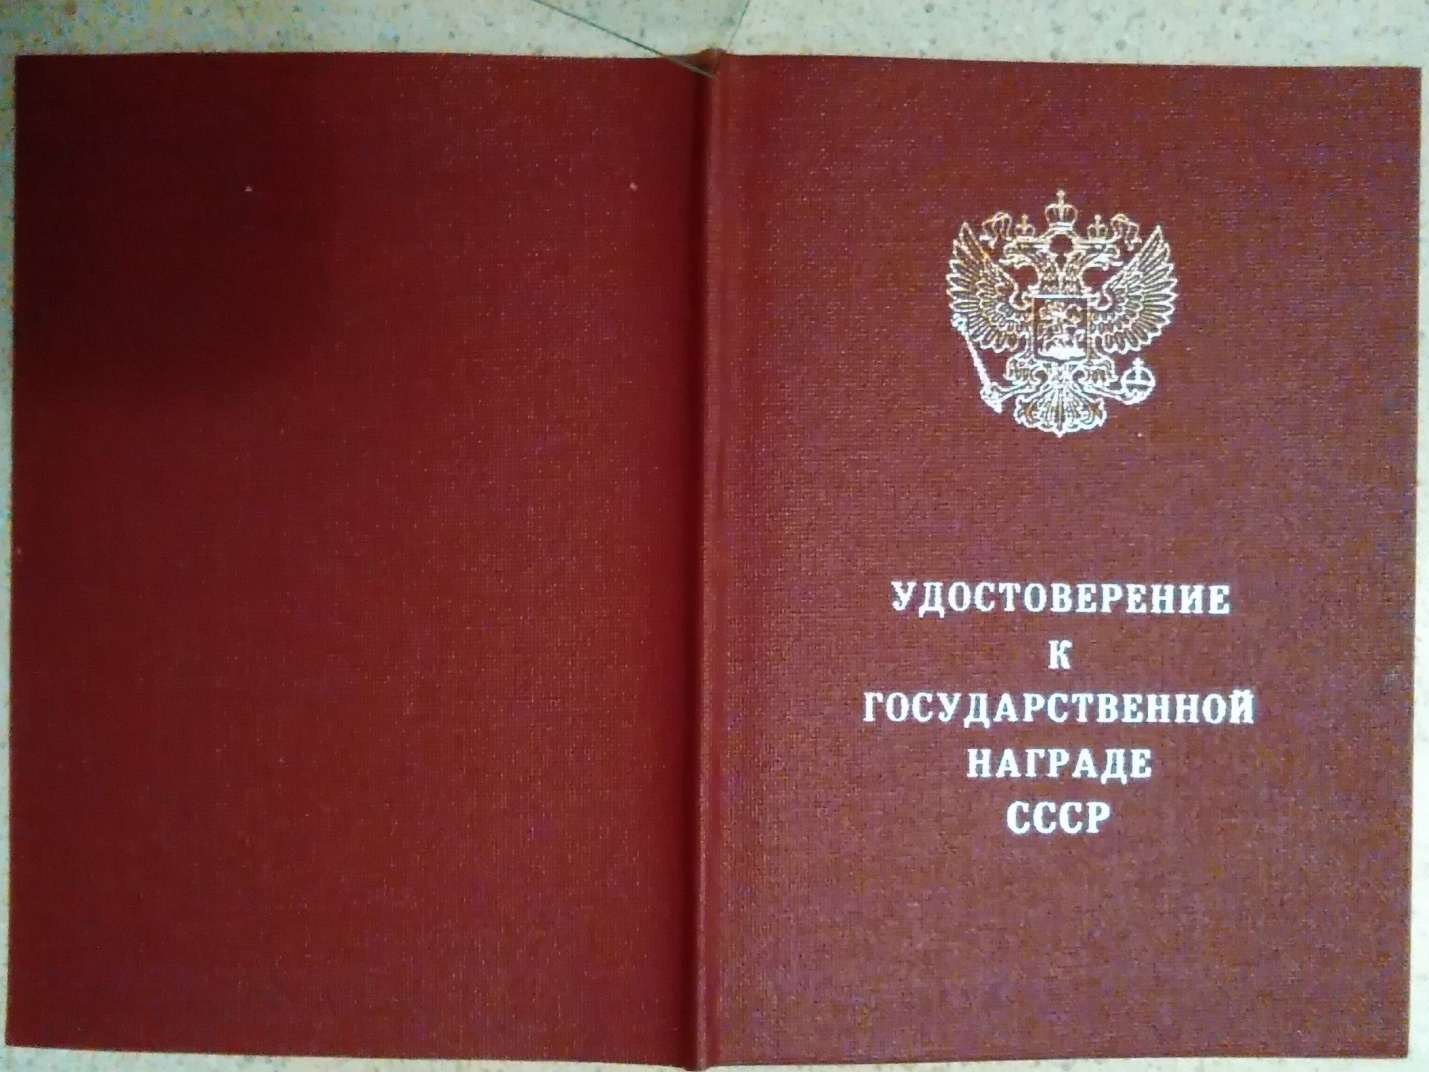 УДОСТОВЕРЕНИЕ
К
ГОСУДАРСТВЕННОЙ
НАГРАДЕ
СССР